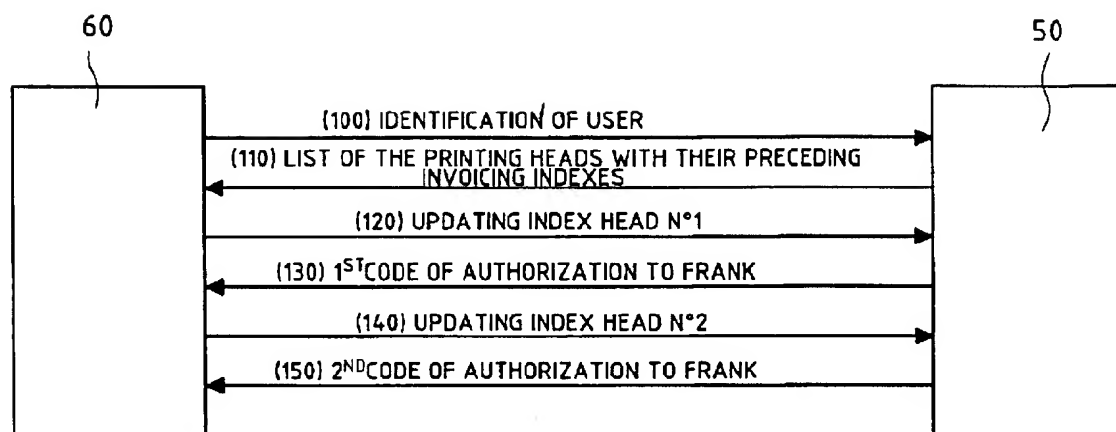 60
50
(100) IDENTIFICATION OF USER
(110) LIST OF THE PRINTING HEADS WITH THEIR PRECEDING
INVOICING INDEXES
(120) UPDATING INDEX HEAD N°1
(130) 1ST CODE OF AUTHORIZATION TO FRANK
(140) UPDATING INDEX HEAD N°2
(150) 2ND CODE OF AUTHORIZATION TO FRANK